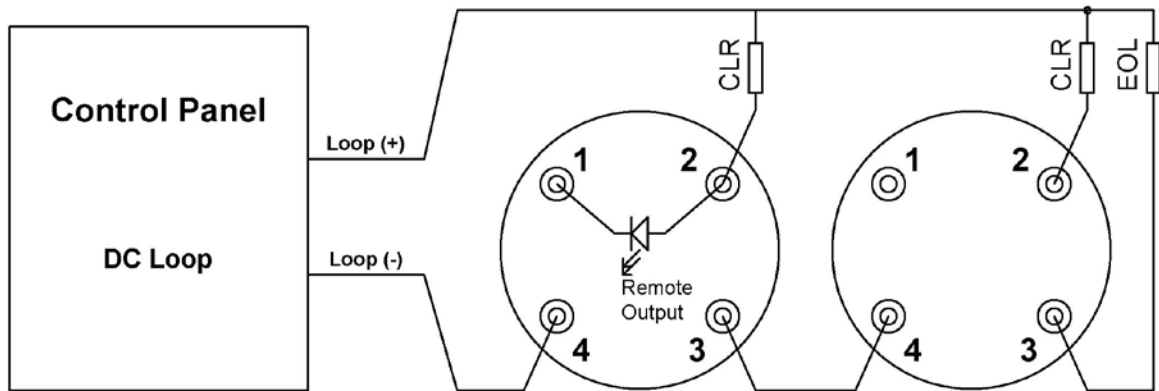 Control Panel
DC Loop
Loop (+)
Loop (-)
CLR
CLR
EOL
1
2
Remote
Output
4
3
1
2
4
3